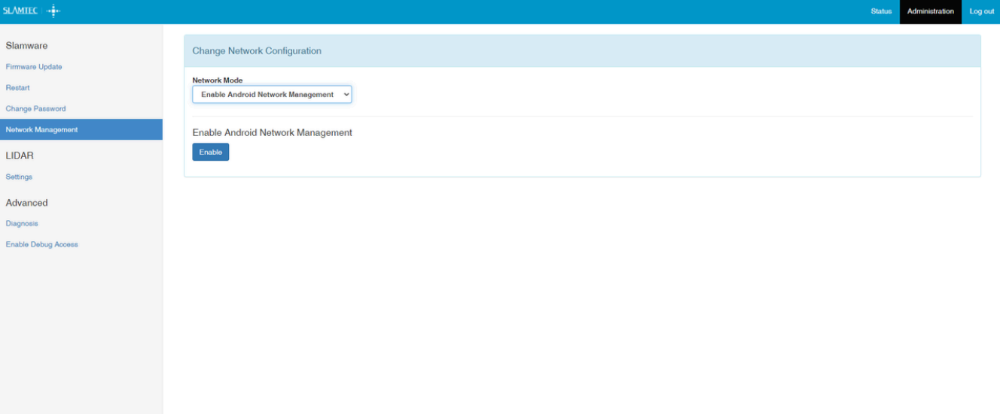 SLAMTEC
Status
Administration
Log out
Slamware
Firmware Update
Restart
Change Password
Network Management
LIDAR
Settings
Advanced
Diagnosis
Enable Debug Access
Change Network Configuration
Network Mode
Enable Android Network Management
Enable Android Network Management
Enable